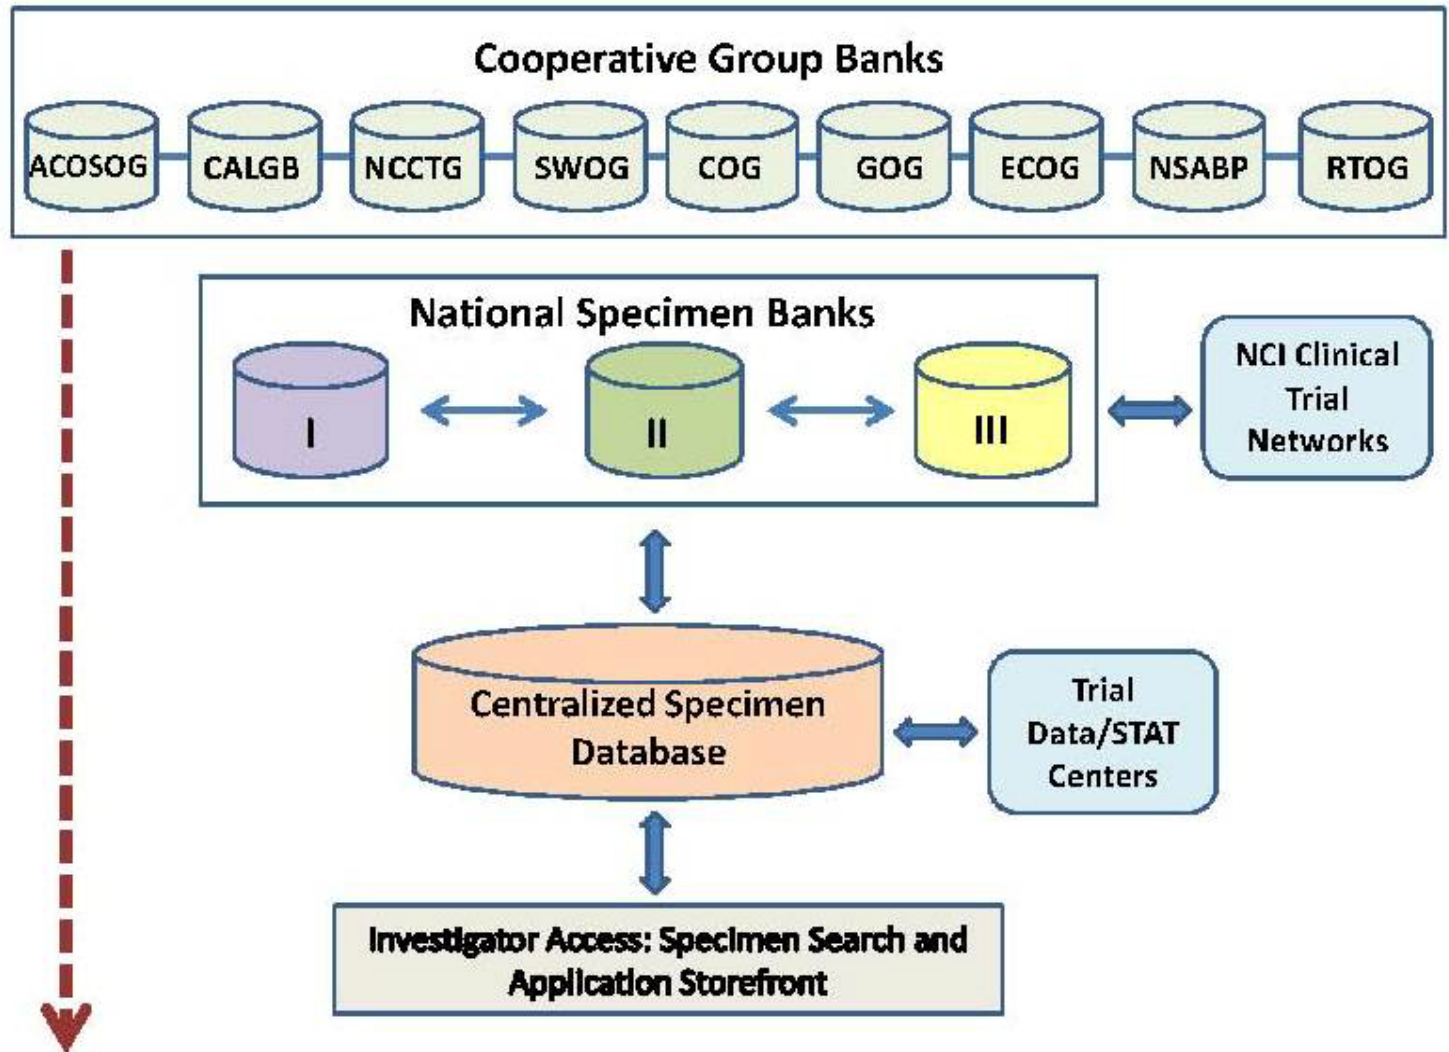 Cooperative Group Banks
ACOSOG CALGB NCCTG SWOG COG GOG ECOG NSABP RTOG
National Specimen Banks
I II III
NCI Clinical
Trial
Networks
Centralized Specimen
Database
Trial
Data/STAT
Centers
Investigator Access: Specimen Search and
Application Storefront